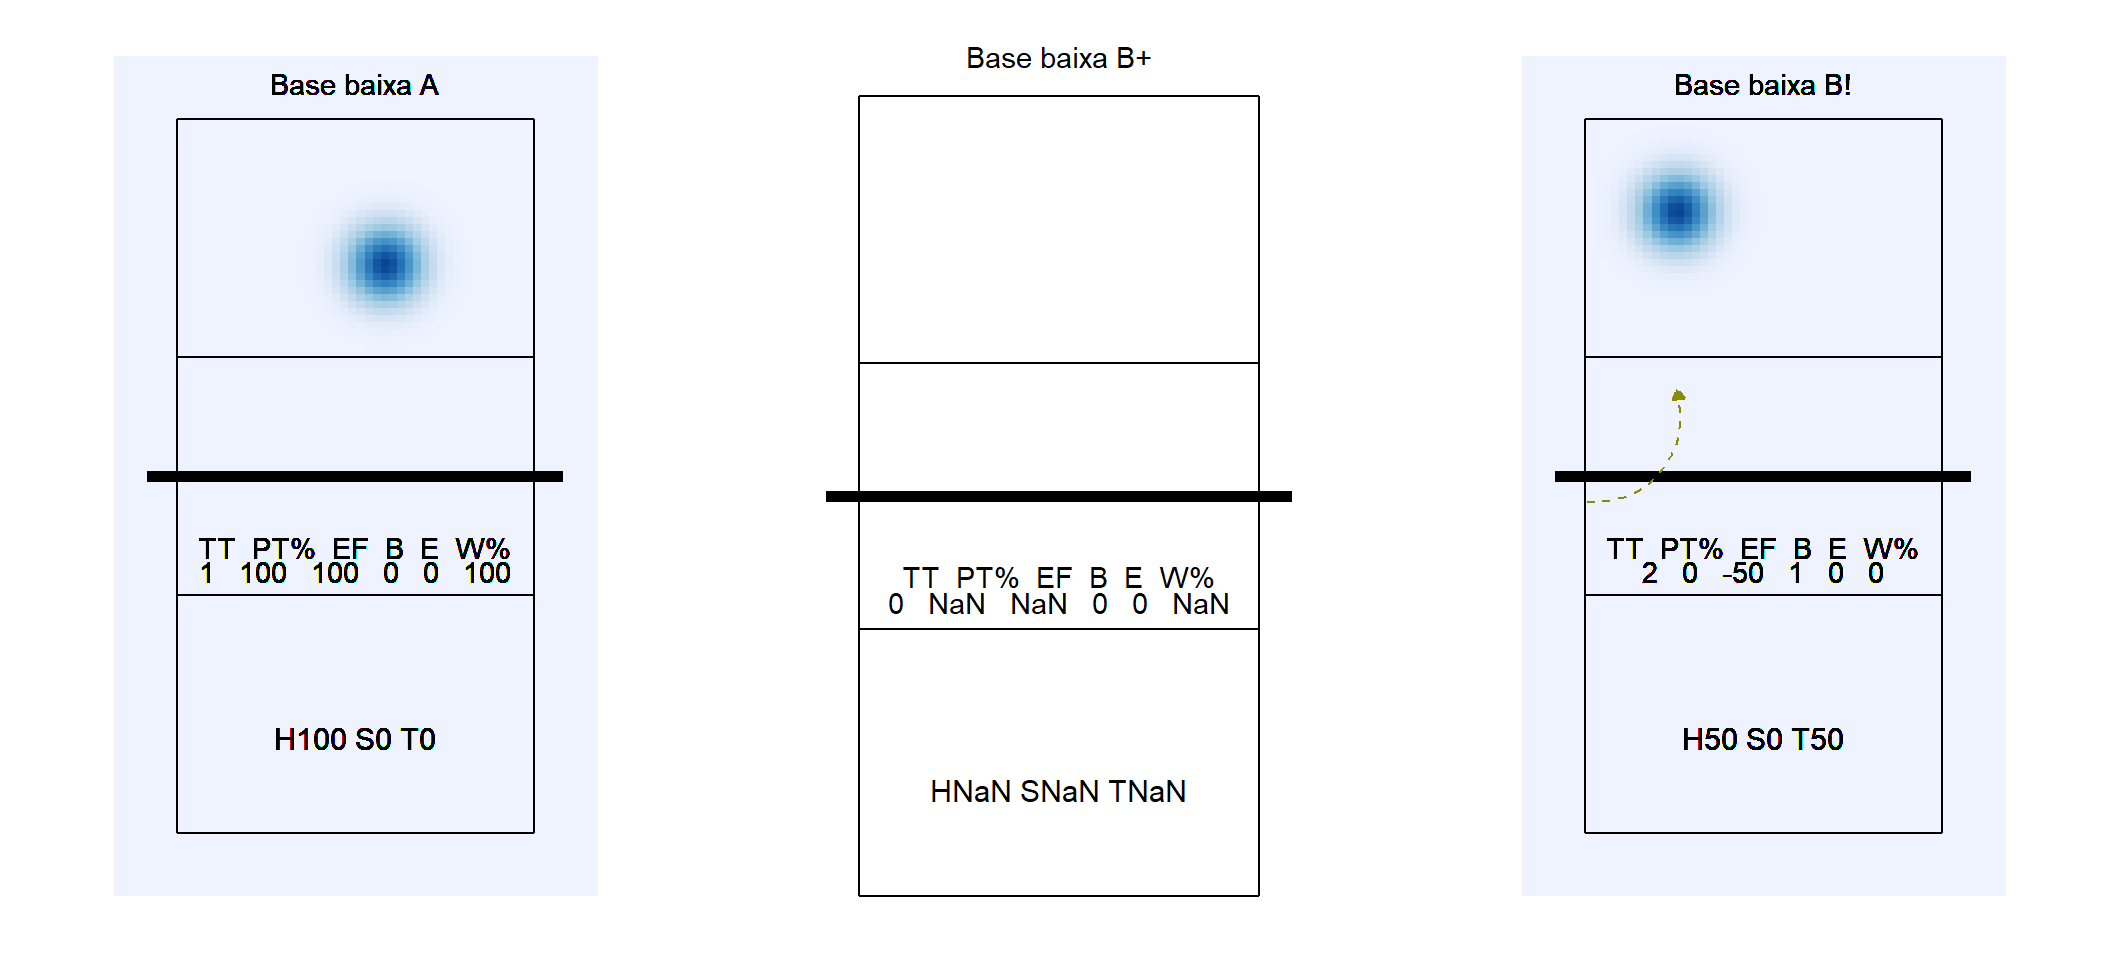 Base baixa A
TT PT% EF B E W%
1 100 100 0 0 100
H100 S0 T0
Base baixa B+
TT PT% EF B E W%
0 NaN NaN 0 0 NaN
HNaN SNaN TNaN
Base baixa B!
TT PT% EF B E W%
2 0 -50 1 0 0
H50 S0 T50